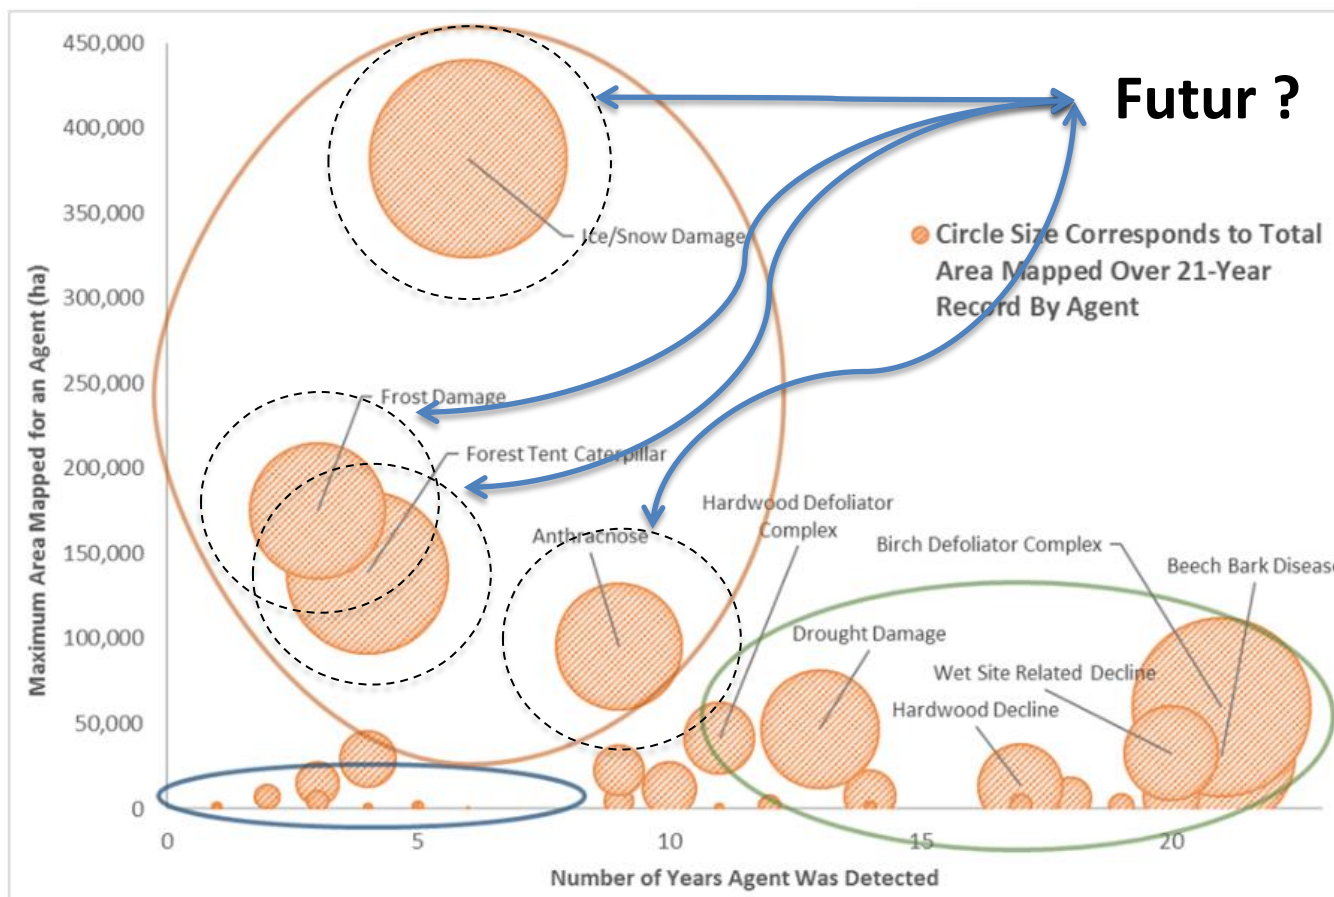 450,000
Futur ?
400,000
350,000
Circle Size Corresponds to Total
Area Mapped Over 21-Year
Record By Agent
Ice/Snow Damage
300,000
250,000
Frost Damage
200,000
Forest Tent Caterpillar
Hardwood Defoliator
Complex
150,000
Anthracnose
Birch Defoliator Complex
Beech Bark Disease
100,000
Drought Damage
Wet Site Related Decline
Hardwood Decline
50,000
0
0
5
10
15
20
Maximum Area Mapped for an Agent (ha)
Number of Years Agent Was Detected